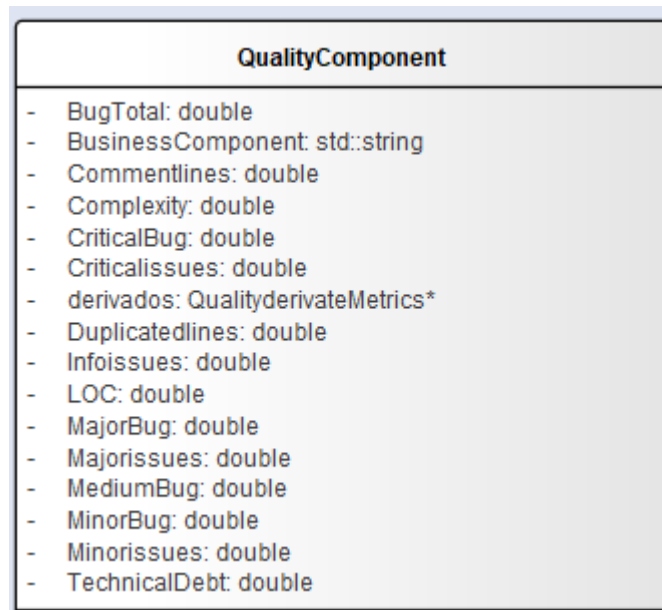 QualityComponent
- BugTotal: double
- BusinessComponent: std::string
- Commentlines: double
- Complexity: double
- CriticalBug: double
- Criticalissues: double
- derivados: QualityderivateMetrics*
- Duplicatedlines: double
- Infoissues: double
- LOC: double
- MajorBug: double
- Majorissues: double
- MediumBug: double
- MinorBug: double
- Minorissues: double
- TechnicalDebt: double